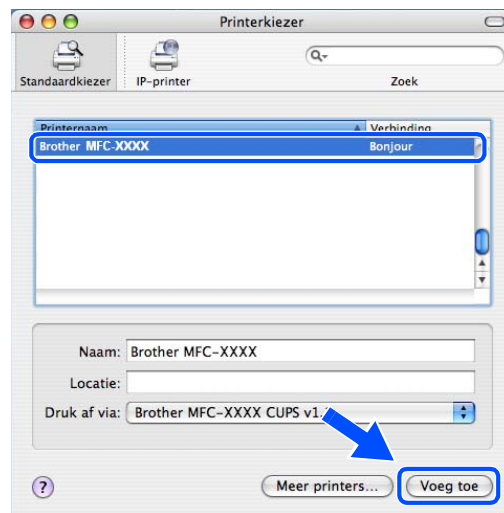 Printerkiezer
Standaardkiezer
IP-printer
Zoek
Printernaam Verbinding
Brother MFC-XXXX Bonjour
Naam: Brother MFC-XXXX
Locatie:
Druk af via: Brother MFC-XXXX CUPS
? Meer printers... Voeg toe